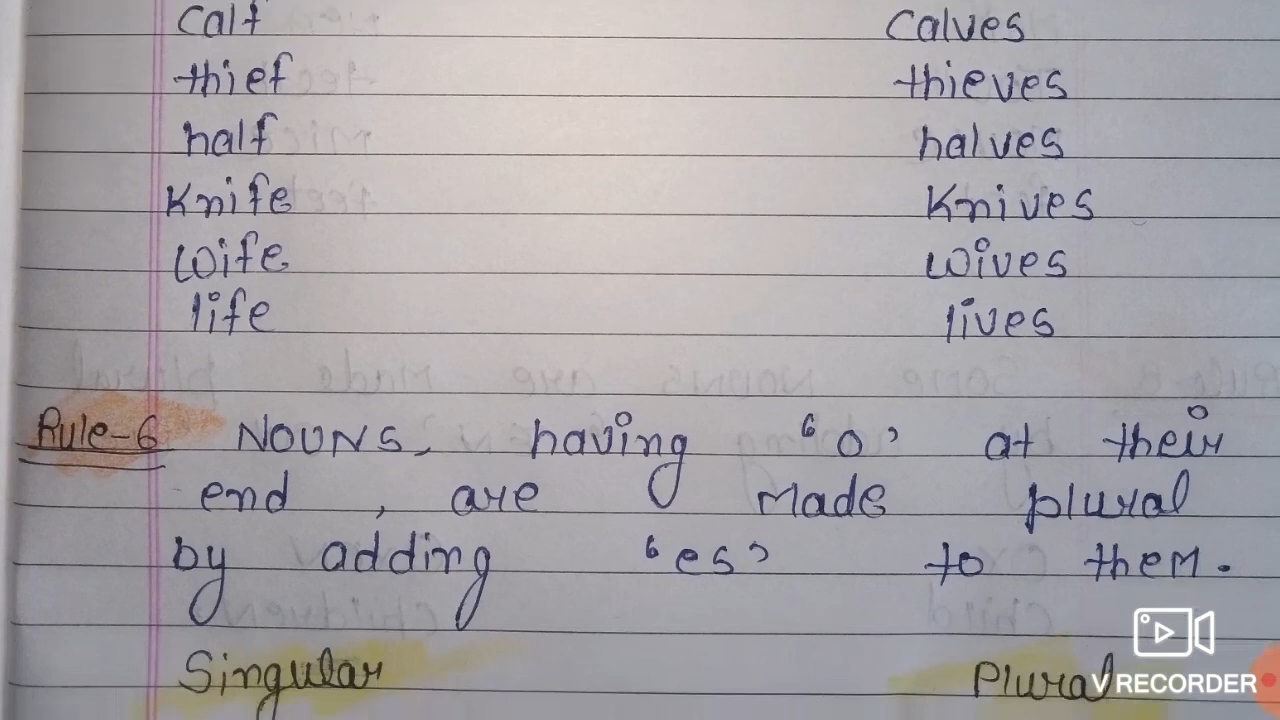 calf calves
thief thieves
half halves
Knife Knives
Wife Wives
life lives
Rule-6 NOUNS, having 'o' at their
end, are made plural
by adding 'es' to them.
Singular Plural
VRECORDER